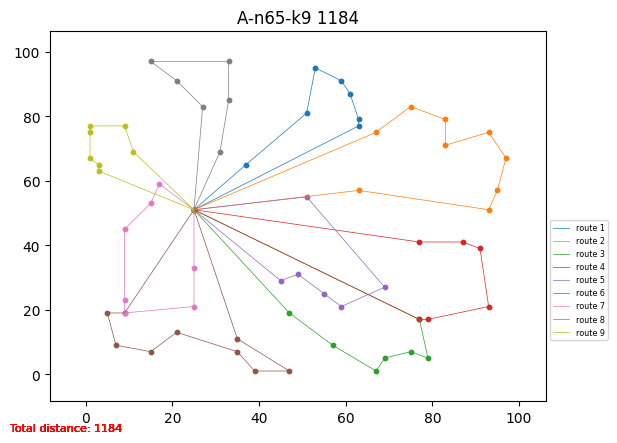 A-n65-k9 1184
100
80
60
40
20
0
0 20 40 60 80 100
route 1
route 2
route 3
route 4
route 5
route 6
route 7
route 8
route 9
Total distance: 1184